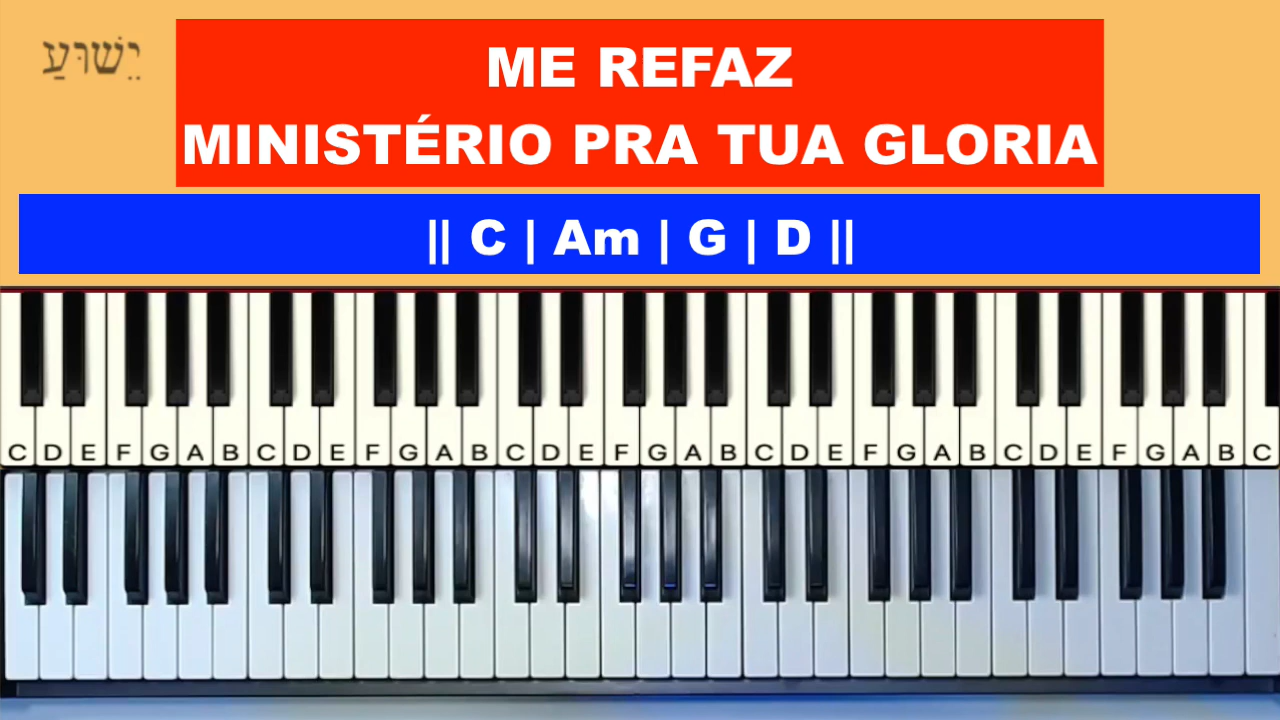 יֵשׁוּעַ
ME REFAZ
MINISTÉRIO PRA TUA GLORIA
|| C | Am | G | D ||
C D E F G A B C D E F G A B C D E F G A B C D E F G A B C D E F G A B C